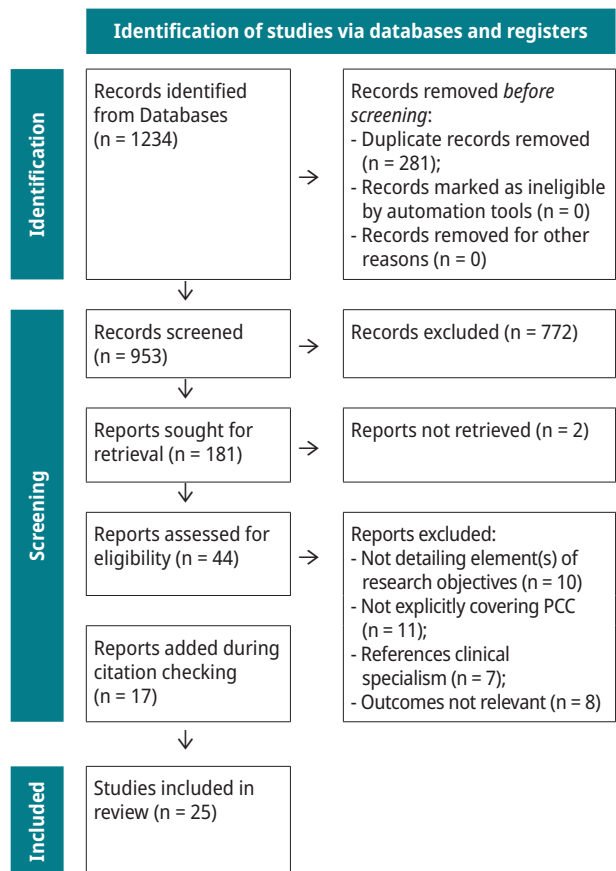 Identification of studies via databases and registers
Identification
Records identified
from Databases
(n = 1234)
Records removed before
screening:
- Duplicate records removed
(n = 281);
- Records marked as ineligible
by automation tools (n = 0)
- Records removed for other
reasons (n = 0)
Screening
Records screened
(n = 953)
Records excluded (n = 772)
Reports sought for
retrieval (n = 181)
Reports not retrieved (n = 2)
Reports assessed for
eligibility (n = 44)
Reports excluded:
- Not detailing element(s) of
research objectives (n = 10)
- Not explicitly covering PCC
(n = 11);
- References clinical
specialism (n = 7);
- Outcomes not relevant (n = 8)
Reports added during
citation checking
(n = 17)
Included
Studies included in
review (n = 25)